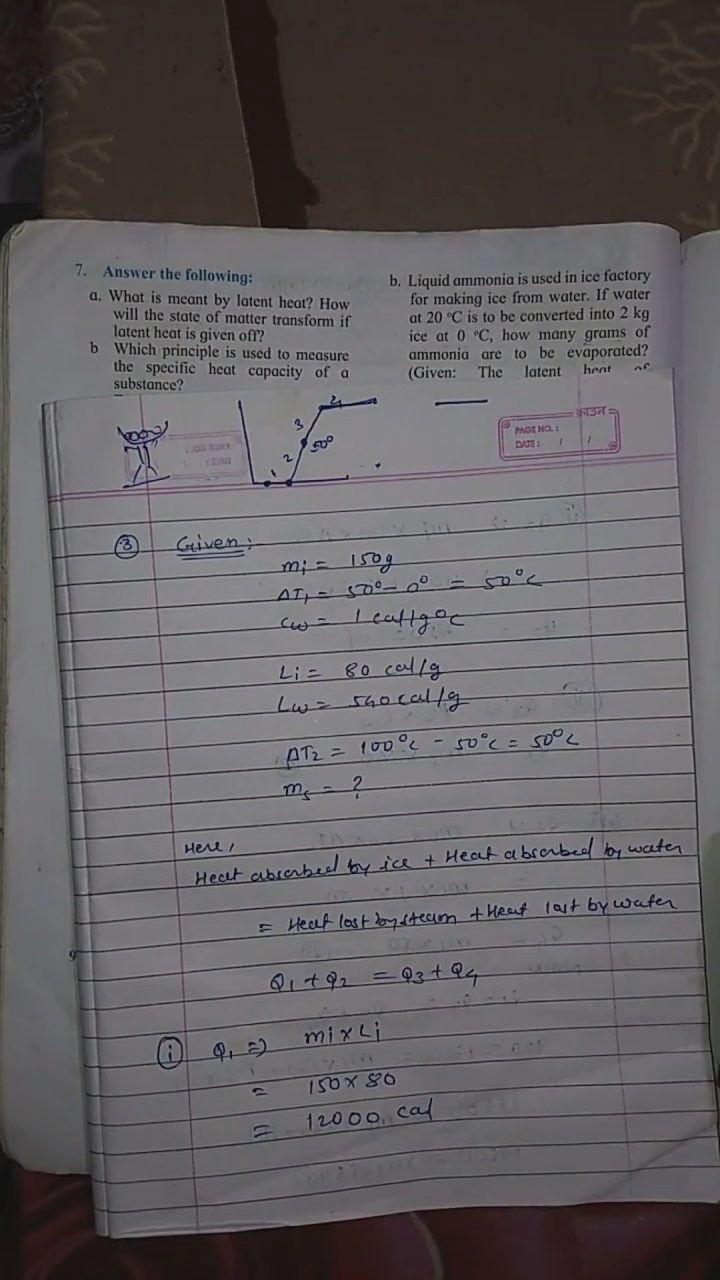 7. Answer the following:
a. What is meant by latent heat? How
will the state of matter transform if
latent heat is given off?
b Which principle is used to measure
the specific heat capacity of a
substance?
b. Liquid ammonia is used in ice factory
for making ice from water. If water
at 20 °C is to be converted into 2 kg
ice at 0 °C, how many grams of
ammonia are to be evaporated?
(Given: The latent heat of
1 2 3 4
50°
क्राउन
PAGE NO. :
DATE : / /
③ Given :
mi = 150g
ΔT1 = 50° - 0° = 50°C
cw = 1 cal/g°C
Li = 80 cal/g
Lw = 540 cal/g
ΔT2 = 100°C - 50°C = 50°C
ms = ?
Here,
Heat absorbed by ice + Heat absorbed by water
= Heat lost by steam + Heat lost by water
9
Q1 + Q2 = Q3 + Q4
ⓘ Q1 => mi x Li
= 150 x 80
= 12000 cal